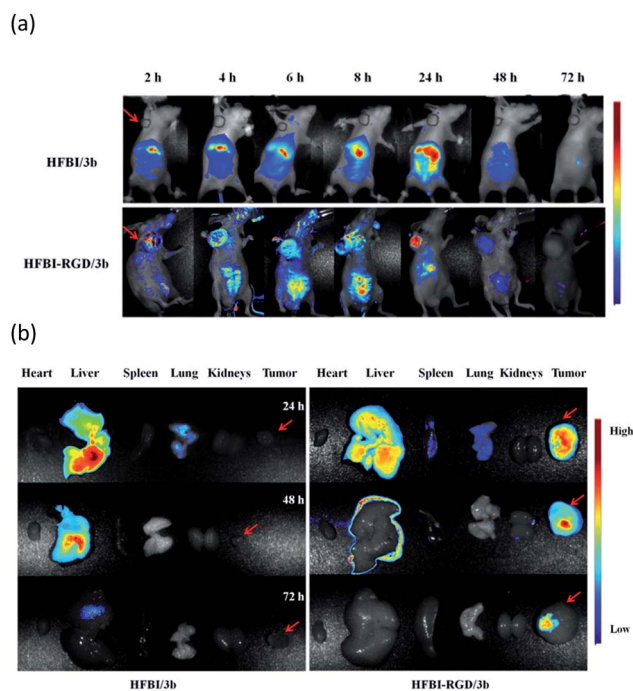 (a)
2 h 4 h 6 h 8 h 24 h 48 h 72 h
HFBI/3b
HFBI-RGD/3b
(b)
Heart Liver Spleen Lung Kidneys Tumor Heart Liver Spleen Lung Kidneys Tumor
24 h
High
48 h
72 h
Low
HFBI/3b HFBI-RGD/3b